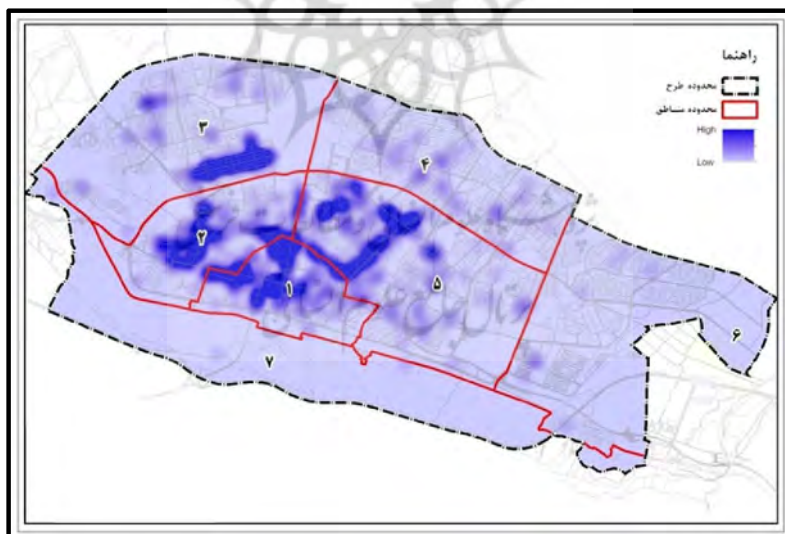 راهنما
محدوده طرح
محدوده مناطق
High
Low
۳
۴
۲
۱
۵
۶
۷